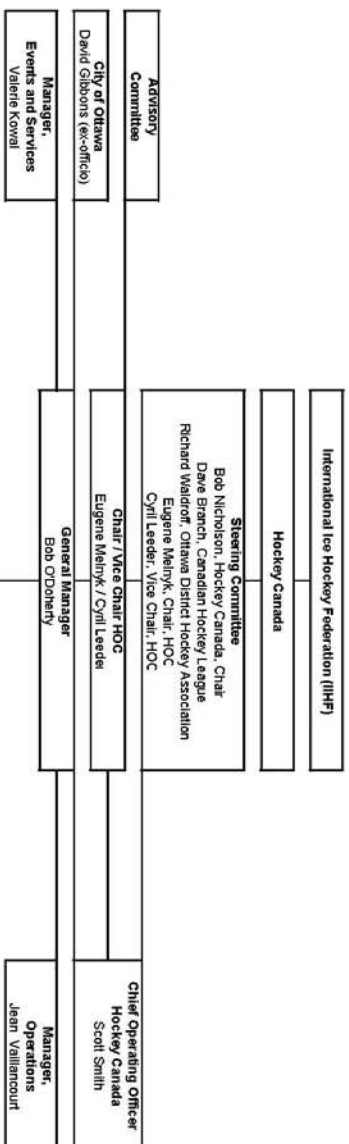 International Ice Hockey Federation (IIHF)
Hockey Canada
Steering Committee
Bob Nicholson, Hockey Canada, Chair
Dave Branch, Canadian Hockey League
Richard Waldroff, Ottawa District Hockey Association
Eugene Melnyk, Chair, HOC
Cyril Leeder, Vice Chair, HOC
Advisory
Committee
Chief Operating Officer
Hockey Canada
Scott Smith
Chair / Vice Chair HOC
Eugene Melnyk / Cyril Leeder
City of Ottawa
David Gibbons (ex-officio)
General Manager
Bob O'Doherty
Manager,
Events and Services
Valerie Kowal
Manager,
Operations
Jean Vaillancourt